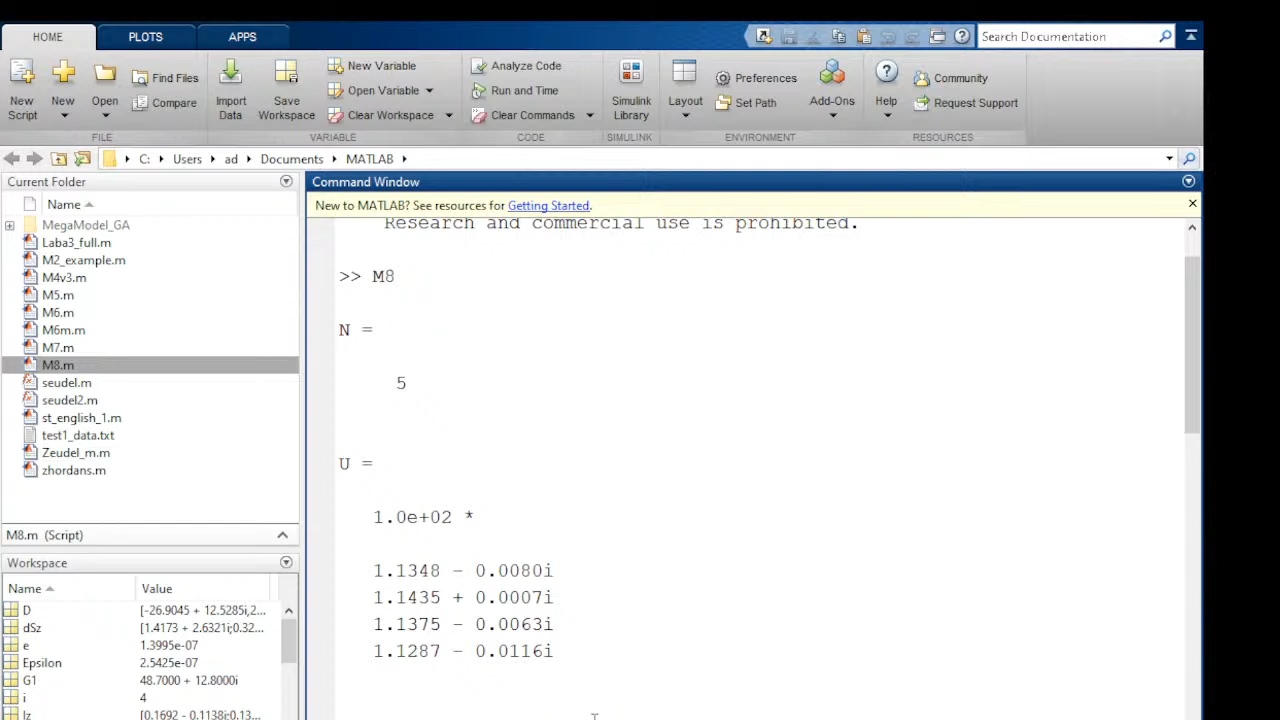 HOME PLOTS APPS Search Documentation
New Script
New
Open
Find Files
Compare
FILE
Import Data
Save Workspace
New Variable
Open Variable
Clear Workspace
VARIABLE
Analyze Code
Run and Time
Clear Commands
CODE
Simulink Library
SIMULINK
Layout
Preferences
Set Path
Add-Ons
ENVIRONMENT
Help
Community
Request Support
RESOURCES
C: Users ad Documents MATLAB
Current Folder
Name
MegaModel_GA
Laba3_full.m
M2_example.m
M4v3.m
M5.m
M6.m
M6m.m
M7.m
M8.m
seudel.m
seudel2.m
st_english_1.m
test1_data.txt
Zeudel_m.m
zhordans.m
M8.m (Script)
Workspace
Name Value
D [-26.9045 + 12.5285i,2...
dSz [1.4173 + 2.6321i;0.32...
e 1.3995e-07
Epsilon 2.5425e-07
G1 48.7000 + 12.8000i
i 4
Iz [0.1692 - 0.1138i;0.13...
Command Window
New to MATLAB? See resources for Getting Started.
Research and commercial use is prohibited.
>> M8
N =
5
U =
1.0e+02 *
1.1348 - 0.0080i
1.1435 + 0.0007i
1.1375 - 0.0063i
1.1287 - 0.0116i